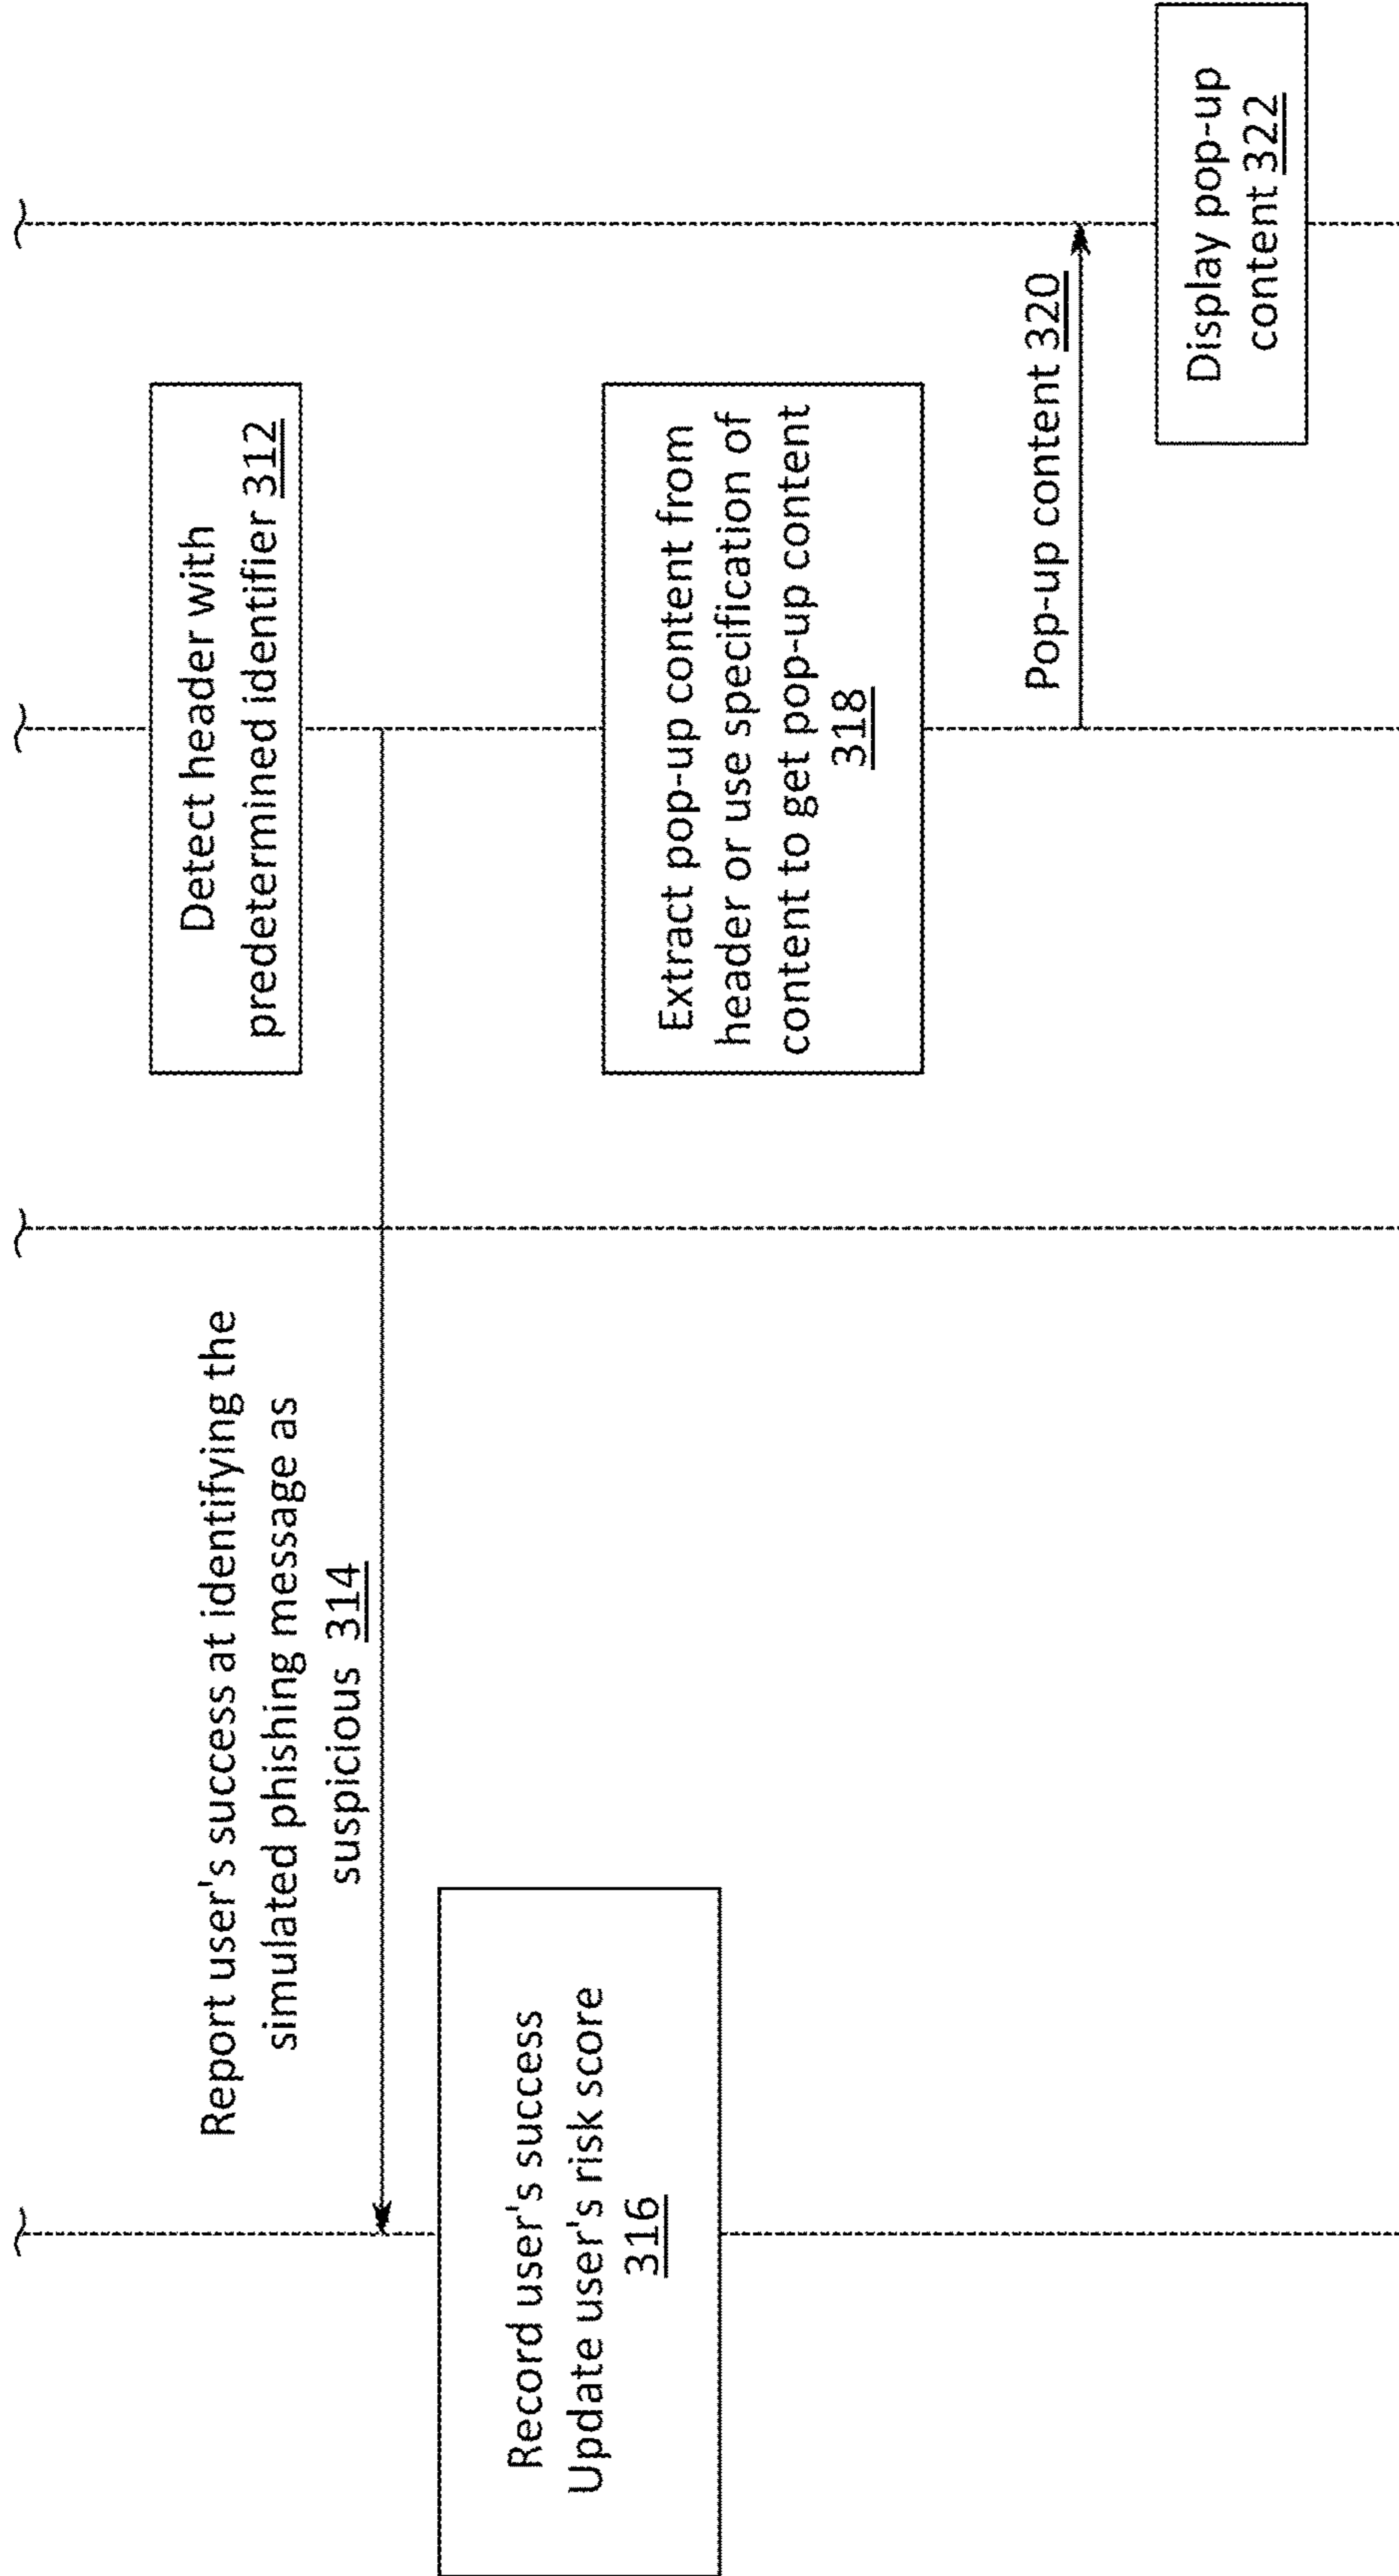 Detect header with
predetermined identifier 312
Report user's success at identifying the
simulated phishing message as
suspicious 314
Record user's success
Update user's risk score
316
Extract pop-up content from
header or use specification of
content to get pop-up content
318
Pop-up content 320
Display pop-up
content 322